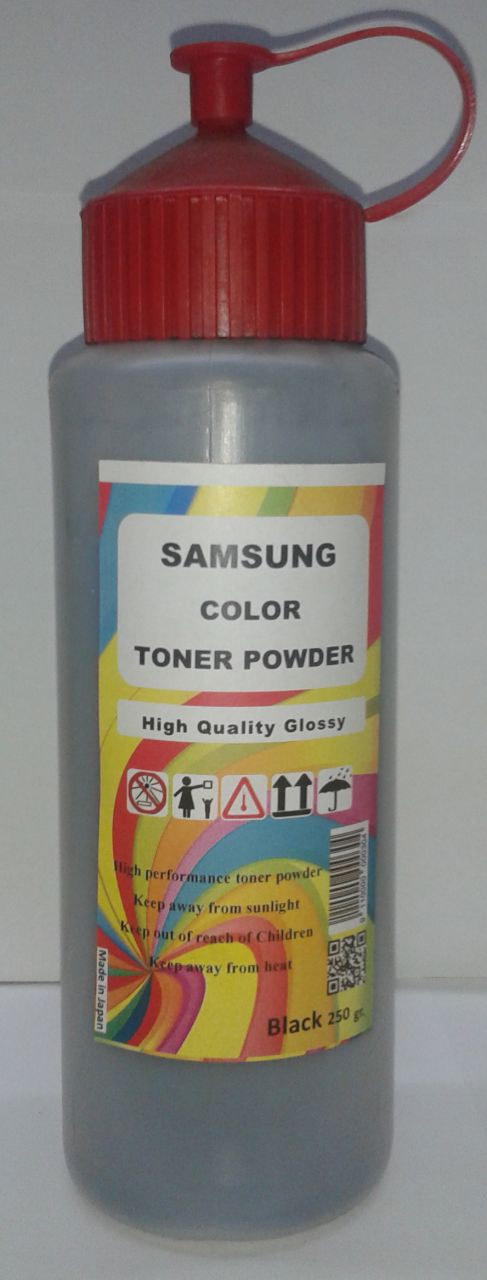 SAMSUNG
COLOR
TONER POWDER
High Quality Glossy
High performance toner powder
Keep away from sunlight
Keep out of reach of Children
Keep away from heat
Made in Japan
Black 250 gr.